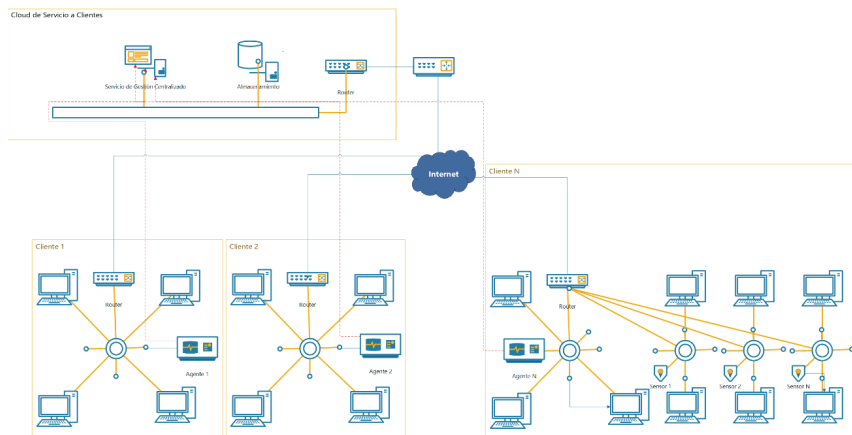 Cloud de Servicio a Clientes
Servicio de Gestión Centralizado
Almacenamiento
Router
Internet
Cliente N
Cliente 1
Cliente 2
Router
Router
Router
Agente 1
Agente 2
Agente N
Sensor 1
Sensor 2
Sensor N